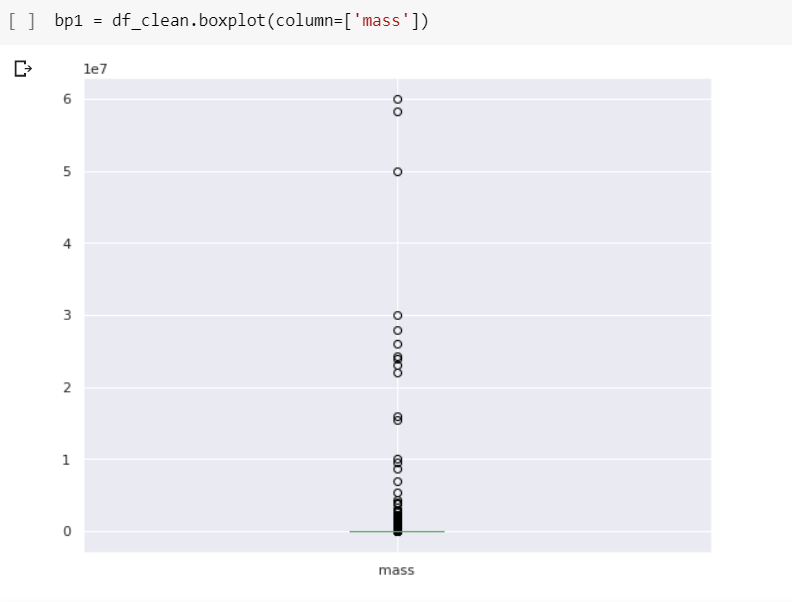 [ ] bp1 = df_clean.boxplot(column=['mass'])
1e7
6
5
4
3
2
1
0
mass